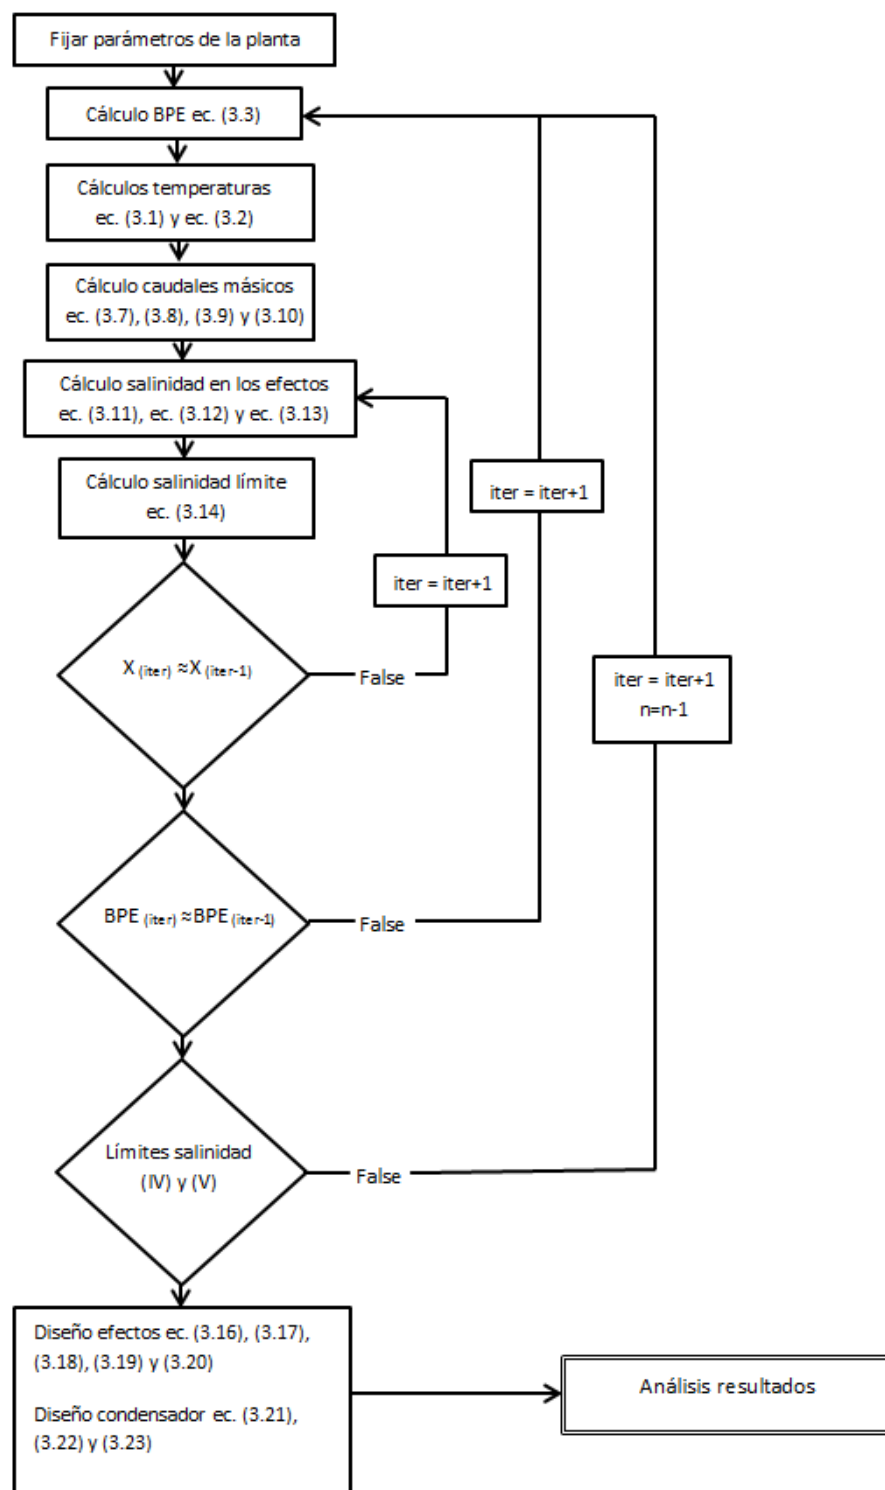 Fijar parámetros de la planta
Cálculo BPE ec. (3.3)
Cálculos temperaturas
ec. (3.1) y ec. (3.2)
Cálculo caudales másicos
ec. (3.7), (3.8), (3.9) y (3.10)
Cálculo salinidad en los efectos
ec. (3.11), ec. (3.12) y ec. (3.13)
Cálculo salinidad límite
ec. (3.14)
iter = iter+1
iter = iter+1
X (iter) ≈X (iter-1)
False
iter = iter+1
n=n-1
BPE (iter) ≈BPE (iter-1)
False
Límites salinidad
(IV) y (V)
False
Diseño efectos ec. (3.16), (3.17),
(3.18), (3.19) y (3.20)
Diseño condensador ec. (3.21),
(3.22) y (3.23)
Análisis resultados